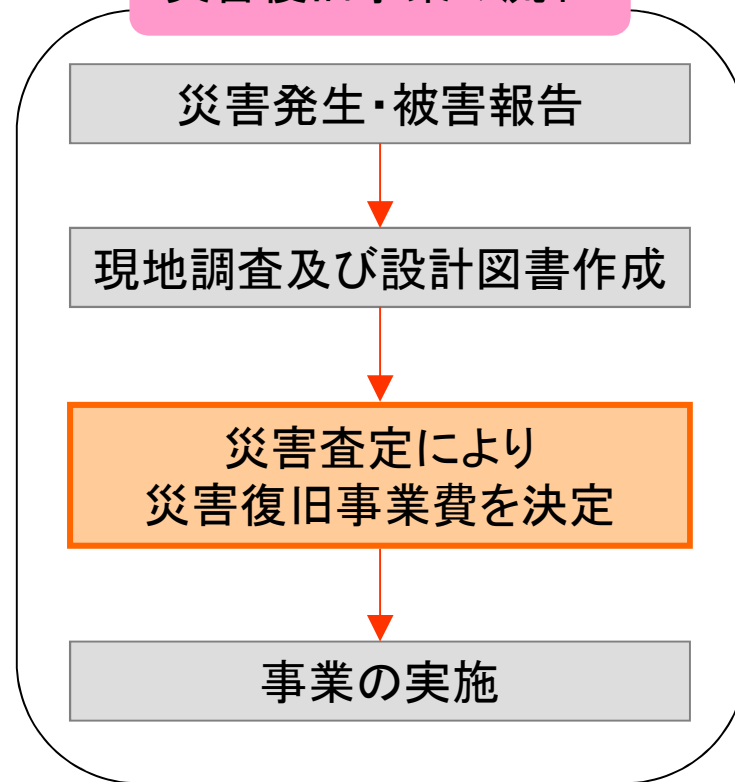 災害発生・被害報告
現地調査及び設計図書作成
災害査定により
災害復旧事業費を決定
事業の実施